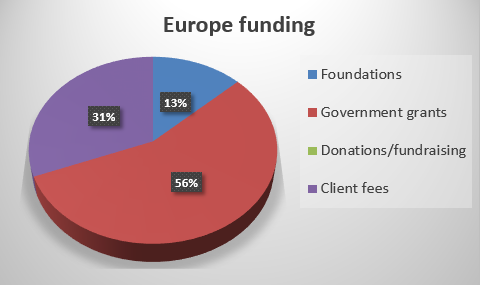 Europe funding
Foundations
13%
31%
Government grants
Donations/fundraising
56%
Client fees